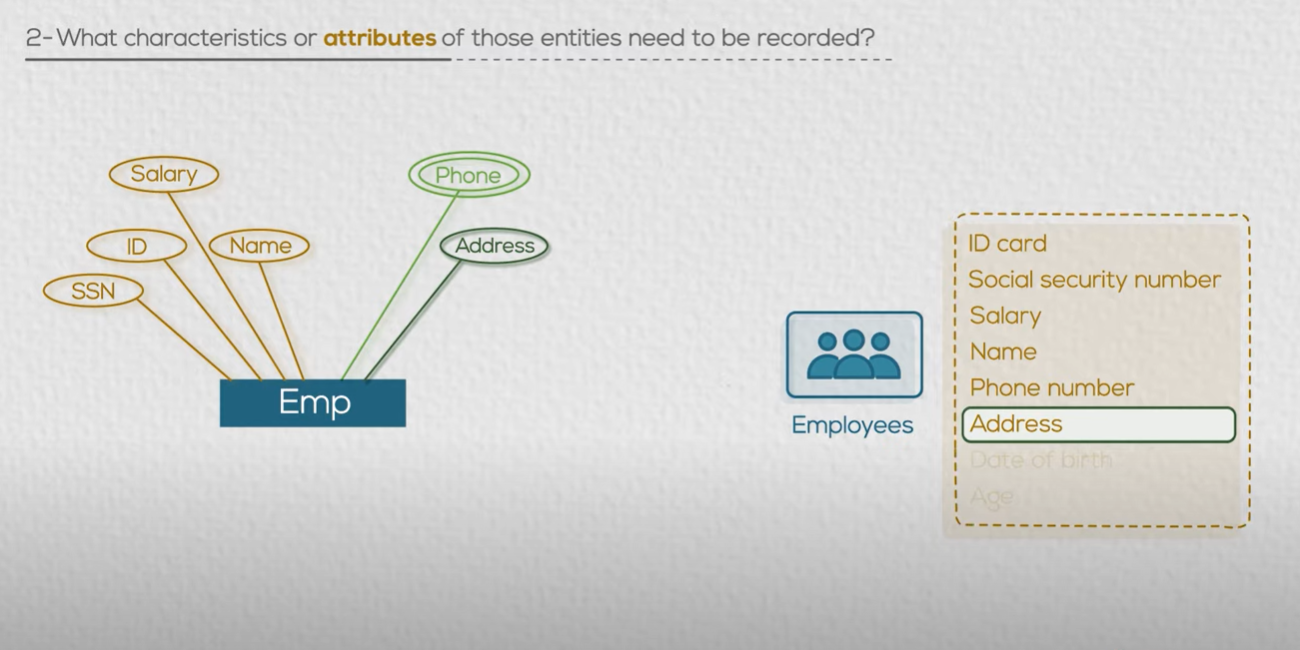 2- What characteristics or attributes of those entities need to be recorded?
Salary
Phone
ID
Name
Address
SSN
Emp
Employees
ID card
Social security number
Salary
Name
Phone number
Address
Date of birth
Age